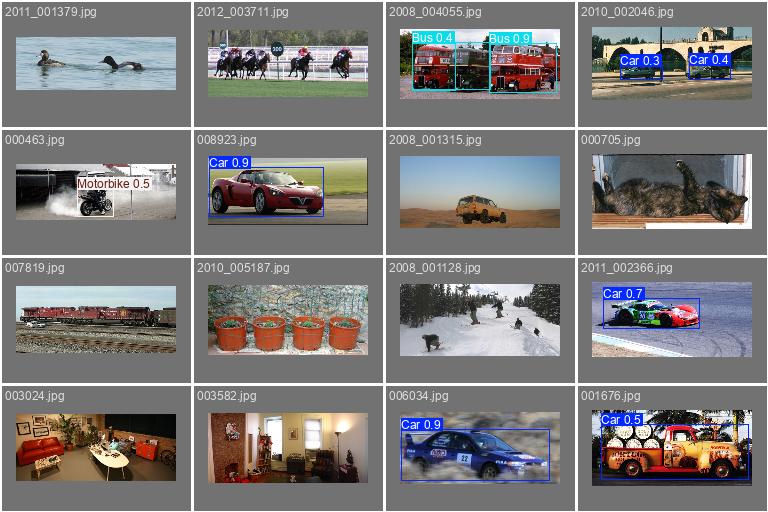 2011_001379.jpg
2012_003711.jpg
2008_004055.jpg
2010_002046.jpg
300
Bus 0.4
Bus 0.9
Car 0.3
Car 0.4
000463.jpg
008923.jpg
2008_001315.jpg
000705.jpg
Motorbike 0.5
Car 0.9
007819.jpg
2010_005187.jpg
2008_001128.jpg
2011_002366.jpg
Car 0.7
003024.jpg
003582.jpg
006034.jpg
001676.jpg
Car 0.9
22
Car 0.5